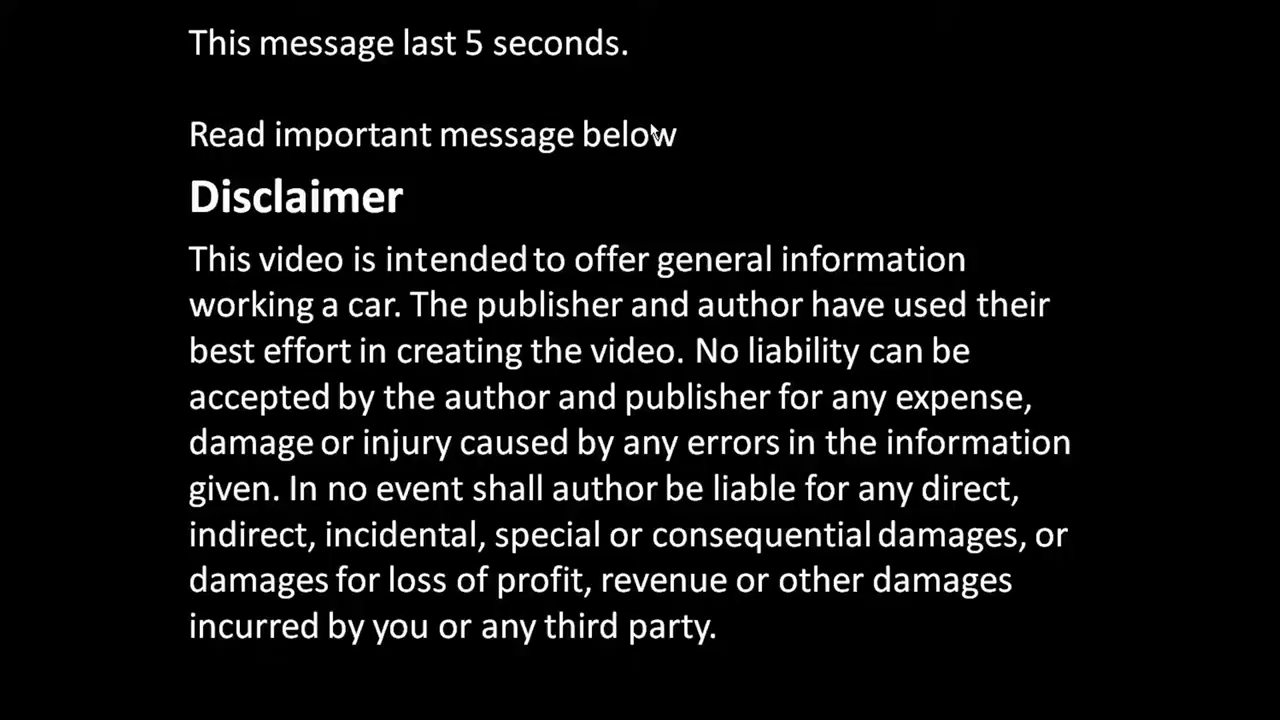 This message last 5 seconds.
Read important message below
Disclaimer
This video is intended to offer general information
working a car. The publisher and author have used their
best effort in creating the video. No liability can be
accepted by the author and publisher for any expense,
damage or injury caused by any errors in the information
given. In no event shall author be liable for any direct,
indirect, incidental, special or consequential damages, or
damages for loss of profit, revenue or other damages
incurred by you or any third party.